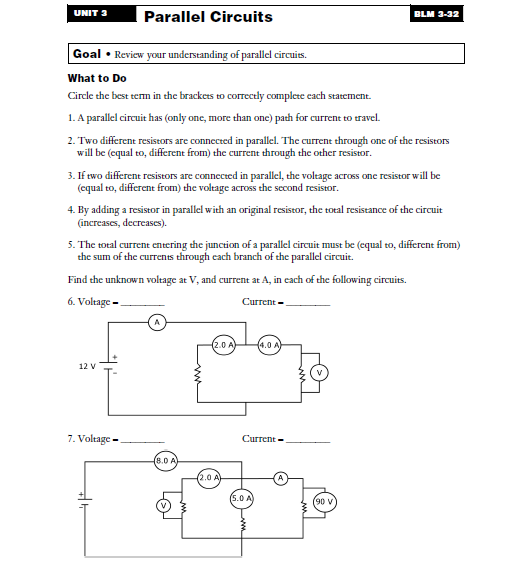 UNIT 3
Parallel Circuits
BLM 3-32
Goal • Review your understanding of parallel circuits.
What to Do
Circle the best term in the brackets to correctly complete each statement.
1. A parallel circuit has (only one, more than one) path for current to travel.
2. Two different resistors are connected in parallel. The current through one of the resistors
will be (equal to, different from) the current through the other resistor.
3. If two different resistors are connected in parallel, the voltage across one resistor will be
(equal to, different from) the voltage across the second resistor.
4. By adding a resistor in parallel with an original resistor, the total resistance of the circuit
(increases, decreases).
5. The total current entering the junction of a parallel circuit must be (equal to, different from)
the sum of the currents through each branch of the parallel circuit.
Find the unknown voltage at V, and current at A, in each of the following circuits.
6. Voltage = ________ Current = ________
A
2.0 A 4.0 A
+
12 V
-
V
7. Voltage = ________ Current = ________
8.0 A
2.0 A A
+
-
V 5.0 A 90 V